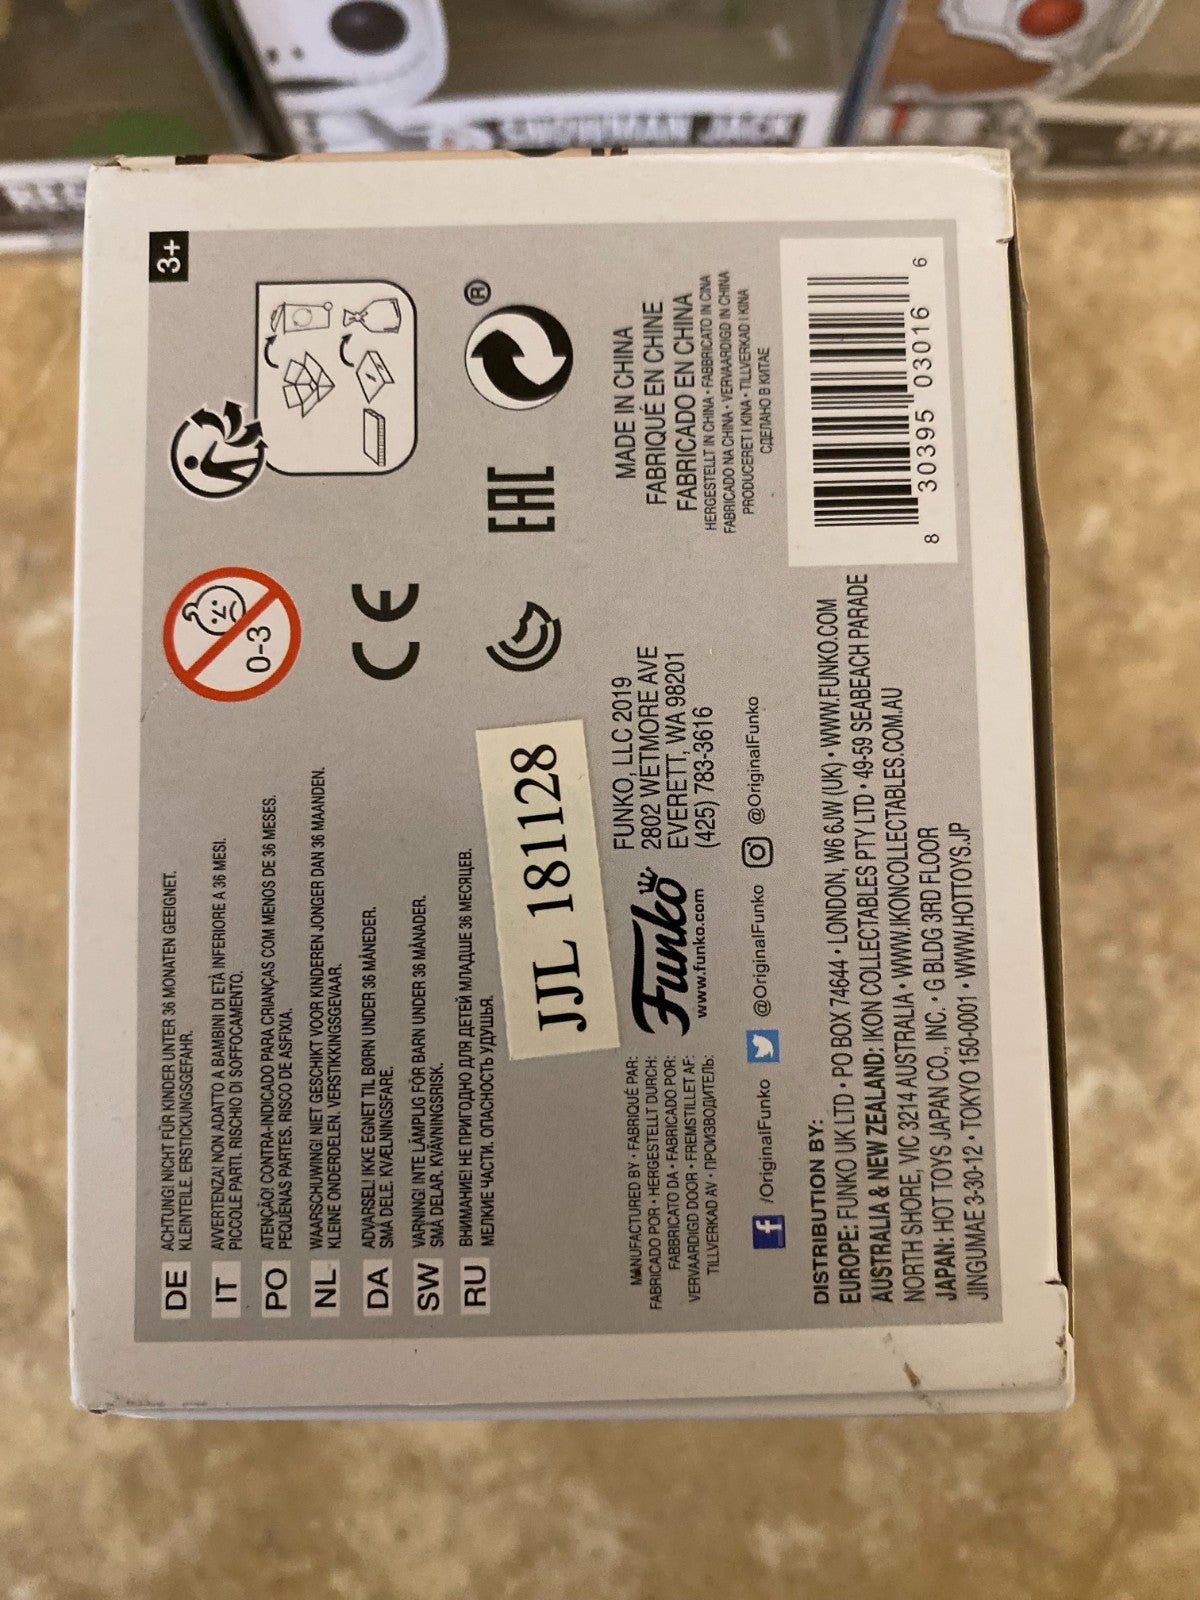 SNOWMAN JACK
3+
DE
ACHTUNG! NICHT FÜR KINDER UNTER 36 MONATEN GEEIGNET.
KLEINTEILE. ERSTICKUNGSGEFAHR.
IT
AVVERTENZA! NON ADATTO A BAMBINI DI ETÀ INFERIORE A 36 MESI.
PICCOLE PARTI. RISCHIO DI SOFFOCAMENTO.
PO
ATENÇÃO! CONTRA-INDICADO PARA CRIANÇAS COM MENOS DE 36 MESES.
PEQUENAS PARTES. RISCO DE ASFIXIA.
NL
WAARSCHUWING! NIET GESCHIKT VOOR KINDEREN JONGER DAN 36 MAANDEN.
KLEINE ONDERDELEN. VERSTIKKINGSGEVAAR.
DA
ADVARSEL! IKKE EGNET TIL BØRN UNDER 36 MÅNEDER.
SMÅ DELE. KVÆLNINGSFARE.
SW
VARNING! INTE LÄMPLIG FÖR BARN UNDER 36 MÅNADER.
SMÅ DELAR. KVÄVNINGSRISK.
RU
ВНИМАНИЕ! НЕ ПРИГОДНО ДЛЯ ДЕТЕЙ МЛАДШЕ 36 МЕСЯЦЕВ.
МЕЛКИЕ ЧАСТИ. ОПАСНОСТЬ УДУШЬЯ.
0-3
CE
EAC
®
JJL 181128
MANUFACTURED BY • FABRIQUÉ PAR:
FABRICADO POR • HERGESTELLT DURCH:
FABBRICATO DA • FABRICADO POR:
VERVAARDIGD DOOR • FREMSTILLET AF:
TILLVERKAD AV • ПРОИЗВОДИТЕЛЬ:
Funko
www.funko.com
FUNKO, LLC 2019
2802 WETMORE AVE
EVERETT, WA 98201
(425) 783-3616
MADE IN CHINA
FABRIQUÉ EN CHINE
FABRICADO EN CHINA
HERGESTELLT IN CHINA • FABBRICATO IN CINA
FABRICADO NA CHINA • VERVAARDIGD IN CHINA
PRODUCERET I KINA • TILLVERKAD I KINA
СДЕЛАНО В КИТАЕ
f /OriginalFunko @OriginalFunko @OriginalFunko
DISTRIBUTION BY:
EUROPE: FUNKO UK LTD • PO BOX 74644 • LONDON, W6 6JW (UK) • WWW.FUNKO.COM
AUSTRALIA & NEW ZEALAND: IKON COLLECTABLES PTY LTD • 49-59 SEABEACH PARADE
NORTH SHORE, VIC 3214 AUSTRALIA • WWW.IKONCOLLECTABLES.COM.AU
JAPAN: HOT TOYS JAPAN CO., INC. • G BLDG 3RD FLOOR
JINGUMAE 3-30-12 • TOKYO 150-0001 • WWW.HOTTOYS.JP
8 30395 03016 6